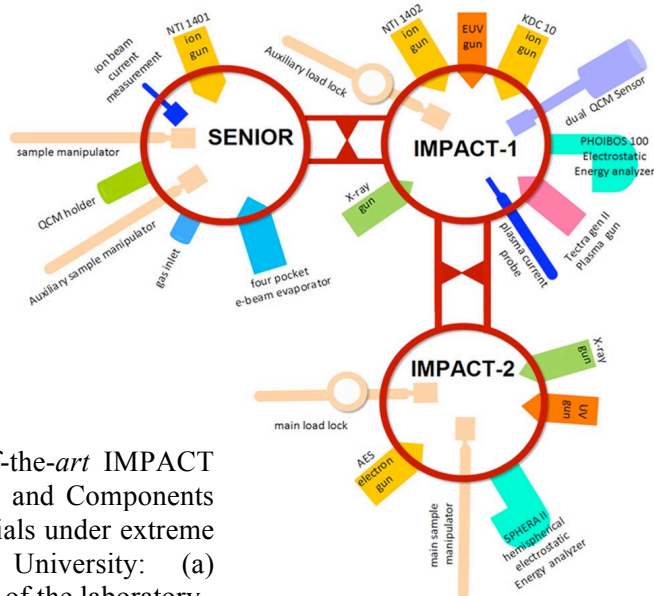 NTI 1401
ion
gun
ion beam
current
measurement
SENIOR
sample manipulator
QCM holder
Auxiliary sample manipulator
gas inlet
four pocket
e-beam evaporator
Auxiliary load lock
NTI 1402
ion
gun
EUV
gun
KDC 10
ion
gun
dual QCM Sensor
IMPACT-1
PHOIBOS 100
Electrostatic
Energy analyzer
X-ray
gun
plasma current
probe
Tectra gen II
Plasma gun
IMPACT-2
X-ray
gun
UV
gun
main load lock
AES
electron
gun
main sample
manipulator
SPHERA II
hemispherical
electrostatic
Energy analyzer
f-the-art IMPACT
and Components
ials under extreme
University: (a)
of the laboratory